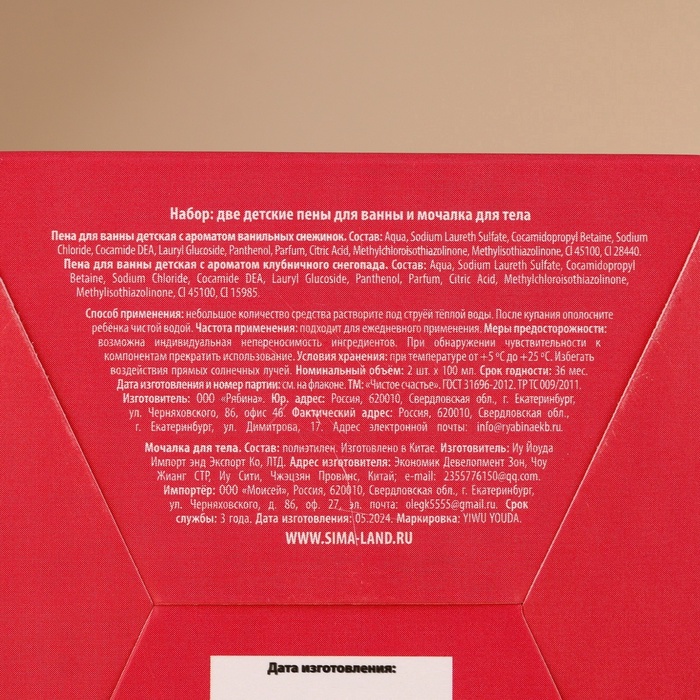 Набор: две детские пены для ванны и мочалка для тела
Пена для ванны детская с ароматом ванильных снежинок. Состав: Aqua, Sodium Laureth Sulfate, Cocamidopropyl Betaine, Sodium
Chloride, Cocamide DEA, Lauryl Glucoside, Panthenol, Parfum, Citric Acid, Methylchloroisothiazolinone, Methylisothiazolinone, CI 45100, CI 28440.
Пена для ванны детская с ароматом клубничного снегопада. Состав: Aqua, Sodium Laureth Sulfate, Cocamidopropyl
Betaine, Sodium Chloride, Cocamide DEA, Lauryl Glucoside, Panthenol, Parfum, Citric Acid, Methylchloroisothiazolinone,
Methylisothiazolinone, CI 45100, CI 15985.
Способ применения: небольшое количество средства растворите под струёй тёплой воды. После купания ополосните
ребёнка чистой водой. Частота применения: подходит для ежедневного применения. Меры предосторожности:
возможна индивидуальная непереносимость ингредиентов. При обнаружении чувствительности к
компонентам прекратить использование. Условия хранения: при температуре от +5 °C до +25 °C. Избегать
воздействия прямых солнечных лучей. Номинальный объём: 2 шт. x 100 мл. Срок годности: 36 мес.
Дата изготовления и номер партии: см. на флаконе. ТМ: «Чистое счастье». ГОСТ 31696-2012. ТР ТС 009/2011.
Изготовитель: ООО «Рябина». Юр. адрес: Россия, 620010, Свердловская обл., г. Екатеринбург,
ул. Черняховского, 86, офис 46. Фактический адрес: Россия, 620010, Свердловская обл.,
г. Екатеринбург, ул. Димитрова, 17. Адрес электронной почты: info@ryabinaekb.ru.
Мочалка для тела. Состав: полиэтилен. Изготовлено в Китае. Изготовитель: Иу Йоуда
Импорт энд Экспорт Ко, ЛТД. Адрес изготовителя: Экономик Девелопмент Зон, Чоу
Жианг СТР, Иу Сити, Чжэцзян Провинс, Китай; e-mail: 2355776150@qq.com.
Импортёр: ООО «Моисей», Россия, 620010, Свердловская обл., г. Екатеринбург,
ул. Черняховского, д. 86, оф. 27, эл. почта: olegk5555@gmail.ru. Срок
службы: 3 года. Дата изготовления: 05.2024. Маркировка: YIWU YOUDA.
WWW.SIMA-LAND.RU
Дата изготовления: